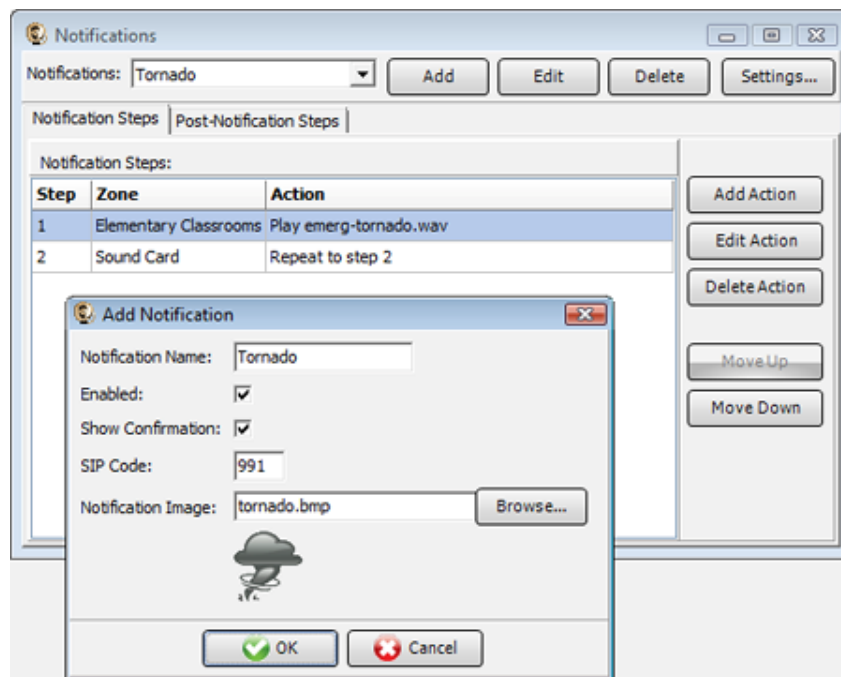 Notifications
Notifications: Tornado Add Edit Delete Settings...
Notification Steps Post-Notification Steps
Notification Steps:
Step Zone Action
1 Elementary Classrooms Play emerg-tornado.wav
2 Sound Card Repeat to step 2
Add Action
Edit Action
Delete Action
Move Up
Move Down
Add Notification
Notification Name: Tornado
Enabled:
Show Confirmation:
SIP Code: 991
Notification Image: tornado.bmp Browse...
OK Cancel